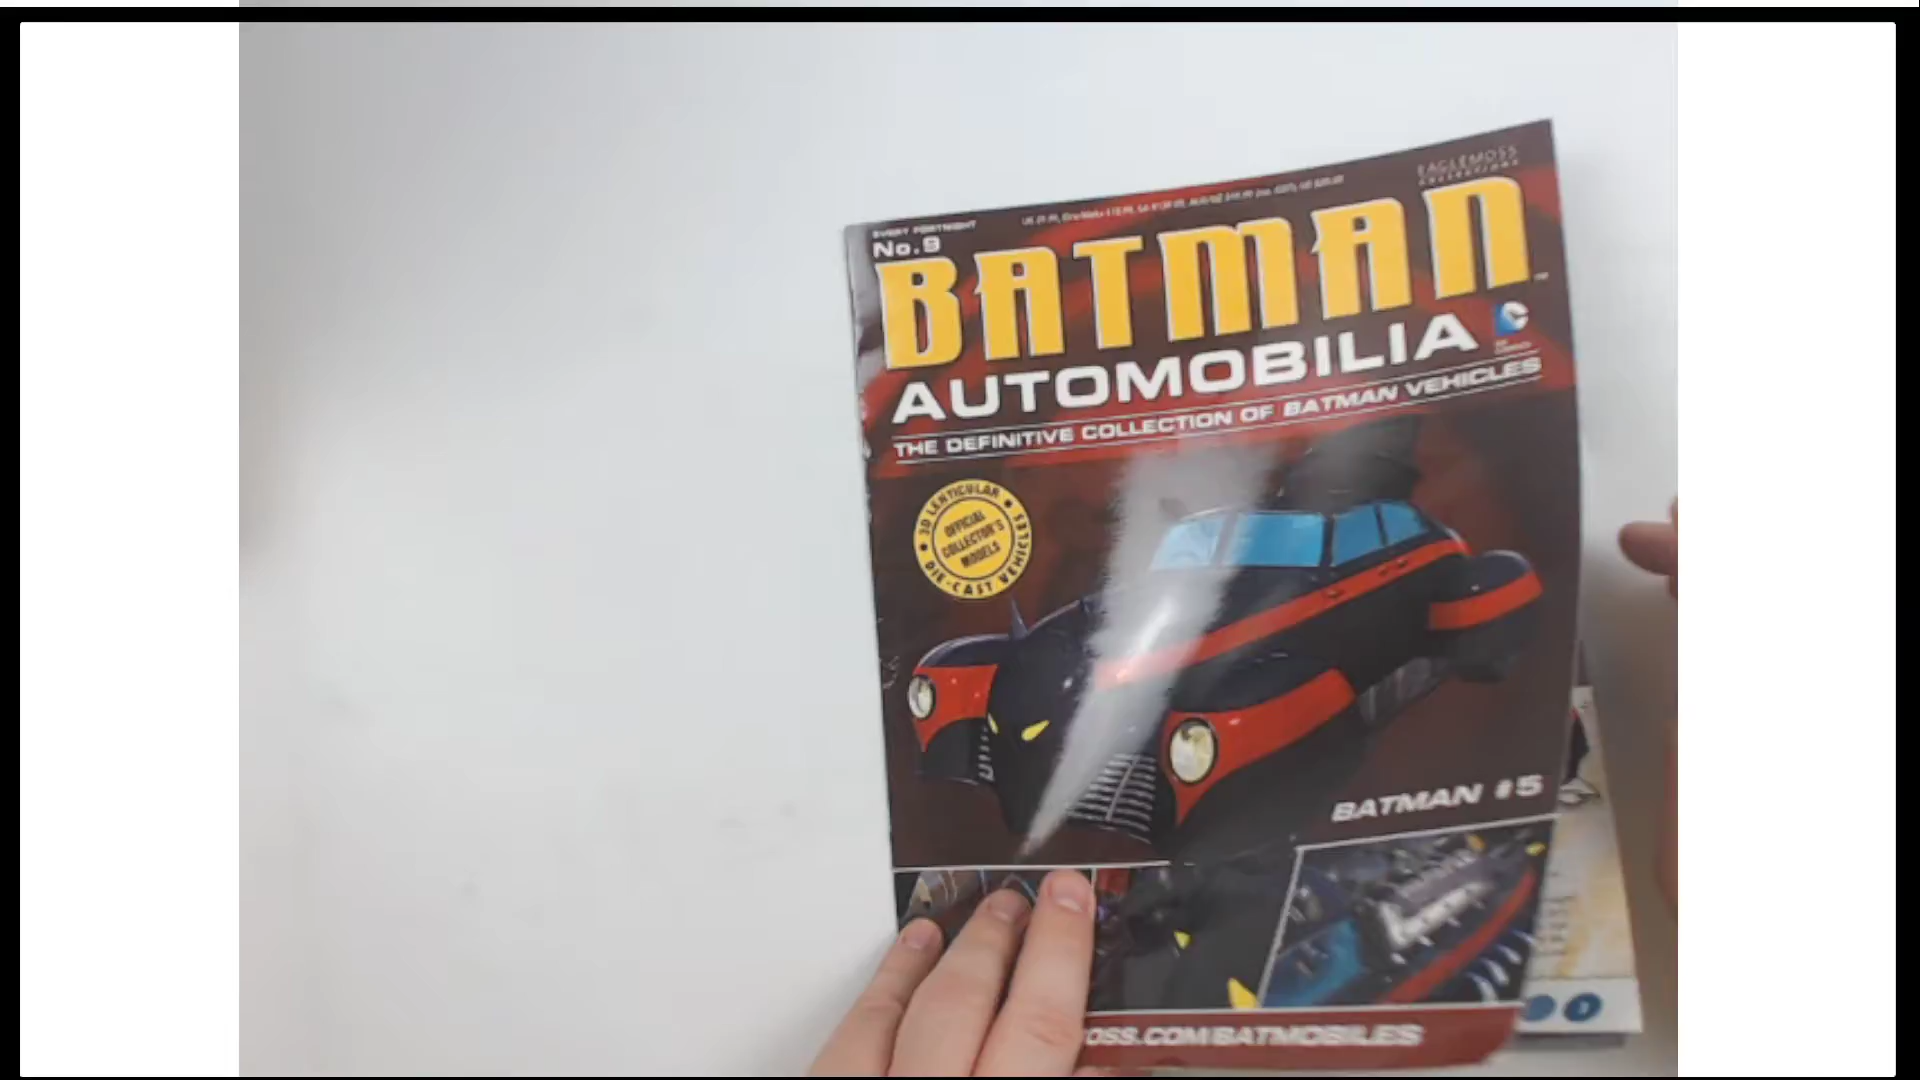 EAGLEMOSS
COLLECTIONS
EVERY FORTNIGHT
No.9
BATMAN
AUTOMOBILIA
THE DEFINITIVE COLLECTION OF BATMAN VEHICLES
3D LENTICULAR
OFFICIAL
COLLECTOR'S
MODELS
DIE-CAST VEHICLES
BATMAN #5
OSS.COM/BATMOBILES